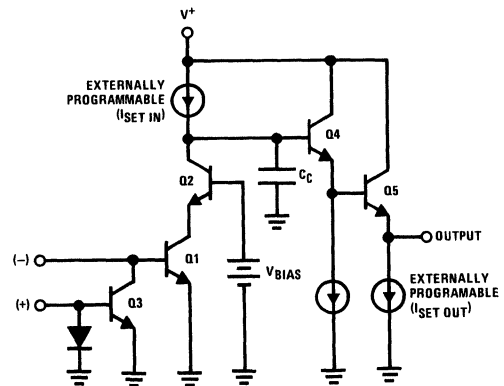 V+
EXTERNALLY
PROGRAMMABLE
(ISET IN)
Q4
Q2
CC
Q5
OUTPUT
(−)
Q1
VBIAS
EXTERNALLY
PROGRAMABLE
(ISET OUT)
(+)
Q3